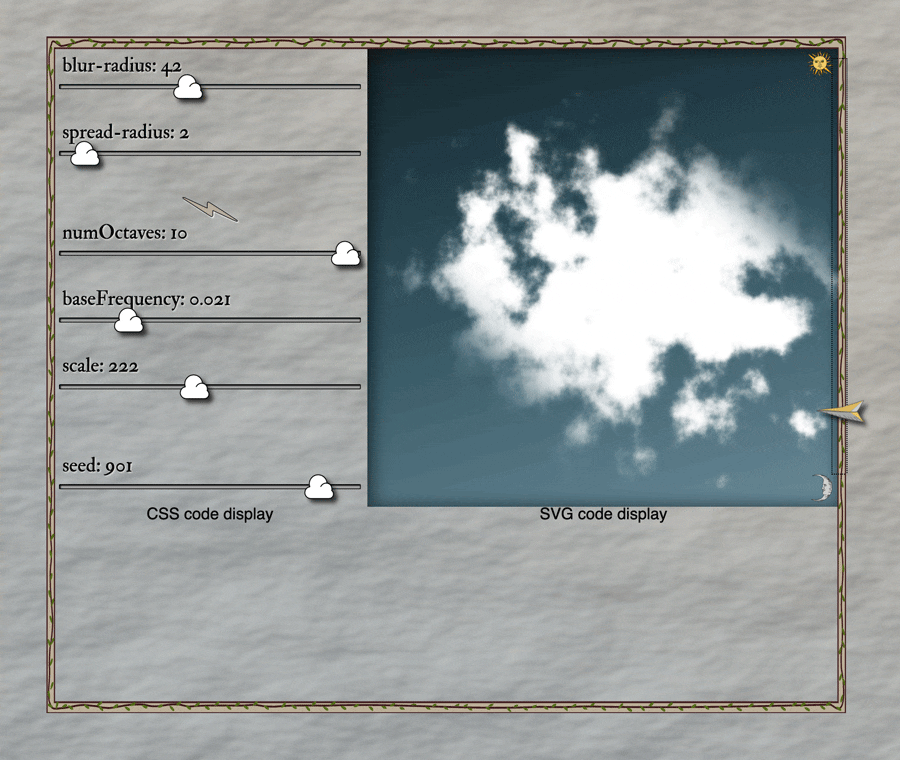 blur-radius: 42
spread-radius: 2
numOctaves: 10
baseFrequency: 0.021
scale: 222
seed: 901
CSS code display
SVG code display